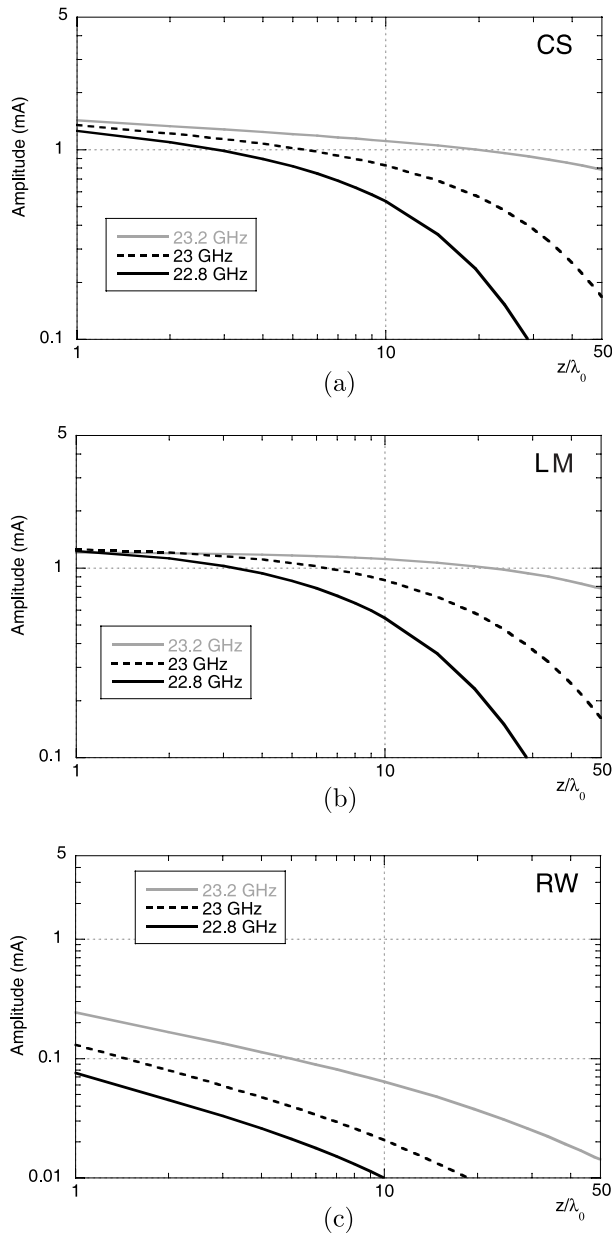 5
CS
Amplitude (mA)
1
23.2 GHz
23 GHz
22.8 GHz
0.1
1
10
50
z/λ₀
(a)
5
LM
Amplitude (mA)
1
23.2 GHz
23 GHz
22.8 GHz
0.1
1
10
50
z/λ₀
(b)
5
RW
23.2 GHz
23 GHz
22.8 GHz
Amplitude (mA)
1
0.1
0.01
1
10
50
z/λ₀
(c)